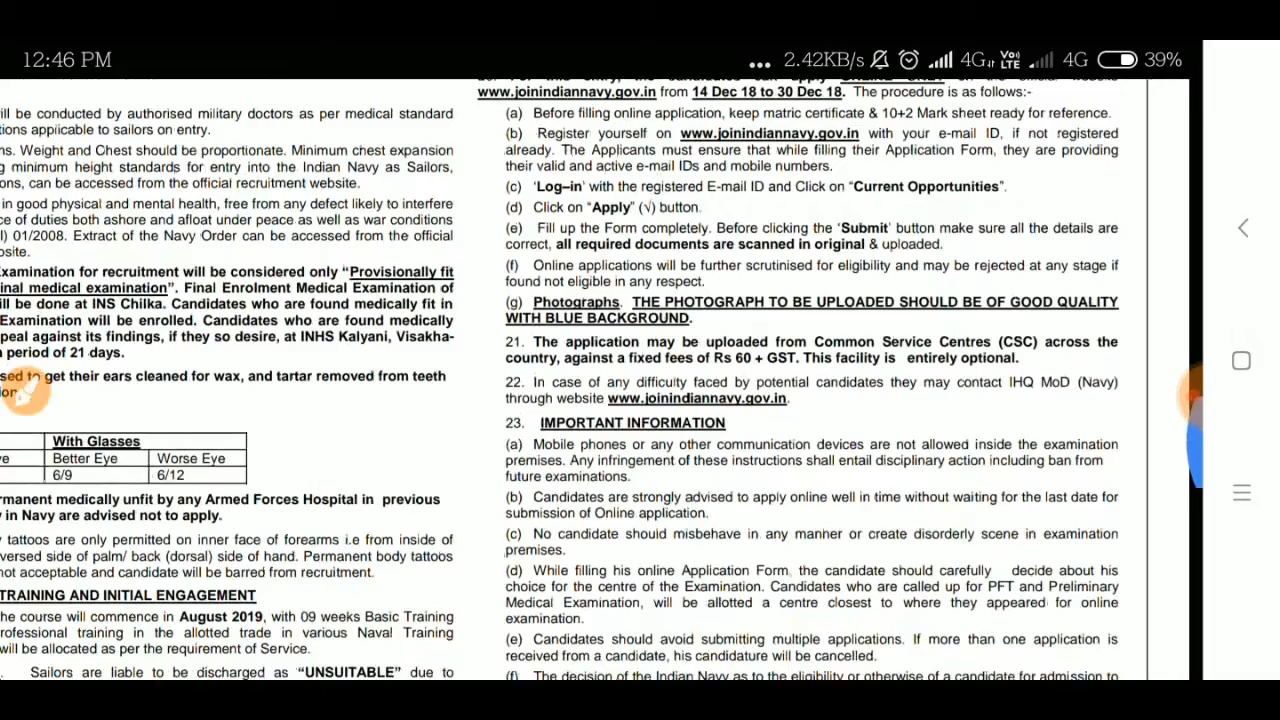 12:46 PM
... 2.42KB/s 4G VoLTE 4G 39%
ill be conducted by authorised military doctors as per medical standard
tions appiicable to sailors on entry.
ns. Weight and Chest should be proportionate. Minimum chest expansion
g minimum height standards for entry into the Indian Navy as Sailors,
ons, can be accessed from the official recruitment website.
in good physical and mental health, free from any defect likely to interfere
ce of duties both ashore and afloat under peace as well as war conditions
l) 01/2008. Extract of the Navy Order can be accessed from the official
osite.
Examination for recruitment will be considered only "Provisionally fit
inal medical examination". Final Enrolment Medical Examination of
ill be done at INS Chilka. Candidates who are found medically fit in
Examination will be enrolled. Candidates who are found medically
peal against its findings, if they so desire, at INHS Kalyani, Visakha-
n period of 21 days.
sed to get their ears cleaned for wax, and tartar removed from teeth
ion
With Glasses
ye Better Eye Worse Eye
6/9 6/12
rmanent medically unfit by any Armed Forces Hospital in previous
y in Navy are advised not to apply.
y tattoos are only permitted on inner face of forearms i.e from inside of
versed side of palm/ back (dorsal) side of hand. Permanent body tattoos
not acceptable and candidate will be barred from recruitment.
TRAINING AND INITIAL ENGAGEMENT
he course will commence in August 2019, with 09 weeks Basic Training
rofessional training in the allotted trade in various Naval Training
will be allocated as per the requirement of Service.
. Sailors are liable to be discharged as "UNSUITABLE" due to
www.joinindiannavy.gov.in from 14 Dec 18 to 30 Dec 18. The procedure is as follows:-
(a) Before filling online application, keep matric certificate & 10+2 Mark sheet ready for reference.
(b) Register yourself on www.joinindiannavy.gov.in with your e-mail ID, if not registered
already. The Applicants must ensure that while filling their Application Form, they are providing
their valid and active e-mail IDs and mobile numbers.
(c) 'Log–in' with the registered E-mail ID and Click on "Current Opportunities".
(d) Click on "Apply" (√) button.
(e) Fill up the Form completely. Before clicking the 'Submit' button make sure all the details are
correct, all required documents are scanned in original & uploaded.
(f) Online applications will be further scrutinised for eligibility and may be rejected at any stage if
found not eligible in any respect.
(g) Photographs. THE PHOTOGRAPH TO BE UPLOADED SHOULD BE OF GOOD QUALITY
WITH BLUE BACKGROUND.
21. The application may be uploaded from Common Service Centres (CSC) across the
country, against a fixed fees of Rs 60 + GST. This facility is entirely optional.
22. In case of any difficulty faced by potential candidates they may contact IHQ MoD (Navy)
through website www.joinindiannavy.gov.in.
23. IMPORTANT INFORMATION
(a) Mobile phones or any other communication devices are not allowed inside the examination
premises. Any infringement of these instructions shall entail disciplinary action including ban from
future examinations.
(b) Candidates are strongly advised to apply online well in time without waiting for the last date for
submission of Online application.
(c) No candidate should misbehave in any manner or create disorderly scene in examination
premises.
(d) While filling his online Application Form, the candidate should carefully decide about his
choice for the centre of the Examination. Candidates who are called up for PFT and Preliminary
Medical Examination, will be allotted a centre closest to where they appeared for online
examination.
(e) Candidates should avoid submitting multiple applications. If more than one application is
received from a candidate, his candidature will be cancelled.
(f) The decision of the Indian Navy as to the eligibility or otherwise of a candidate for admission to